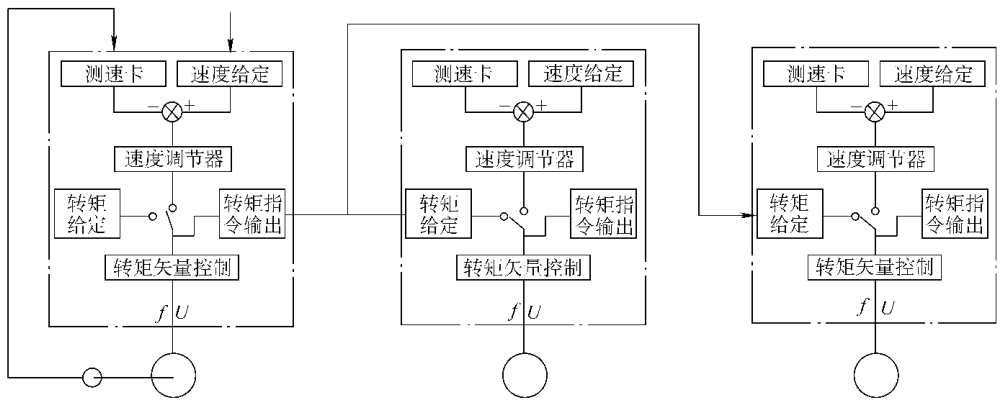 测速卡
速度给定
− +
速度调节器
转矩
给定
转矩指
令输出
转矩矢量控制
f U
测速卡
速度给定
− +
速度调节器
转矩
给定
转矩指
令输出
转矩矢量控制
f U
测速卡
速度给定
− +
速度调节器
转矩
给定
转矩指
令输出
转矩矢量控制
f U